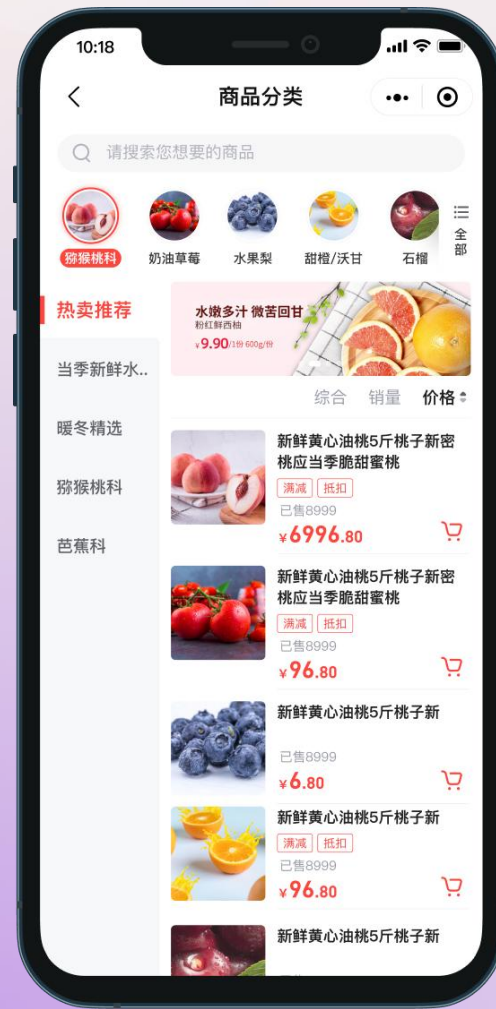 10:18
商品分类
请搜索您想要的商品
猕猴桃科
奶油草莓
水果梨
甜橙/沃甘
石榴
全部
热卖推荐
当季新鲜水..
暖冬精选
猕猴桃科
芭蕉科
水嫩多汁 微苦回甘
粉红鲜西柚
¥9.90/1份 600g/份
综合 销量 价格
新鲜黄心油桃5斤桃子新密
桃应当季脆甜蜜桃
满减 抵扣
已售8999
¥6996.80
新鲜黄心油桃5斤桃子新密
桃应当季脆甜蜜桃
满减 抵扣
已售8999
¥96.80
新鲜黄心油桃5斤桃子新
已售8999
¥6.80
新鲜黄心油桃5斤桃子新
满减 抵扣
已售8999
¥96.80
新鲜黄心油桃5斤桃子新